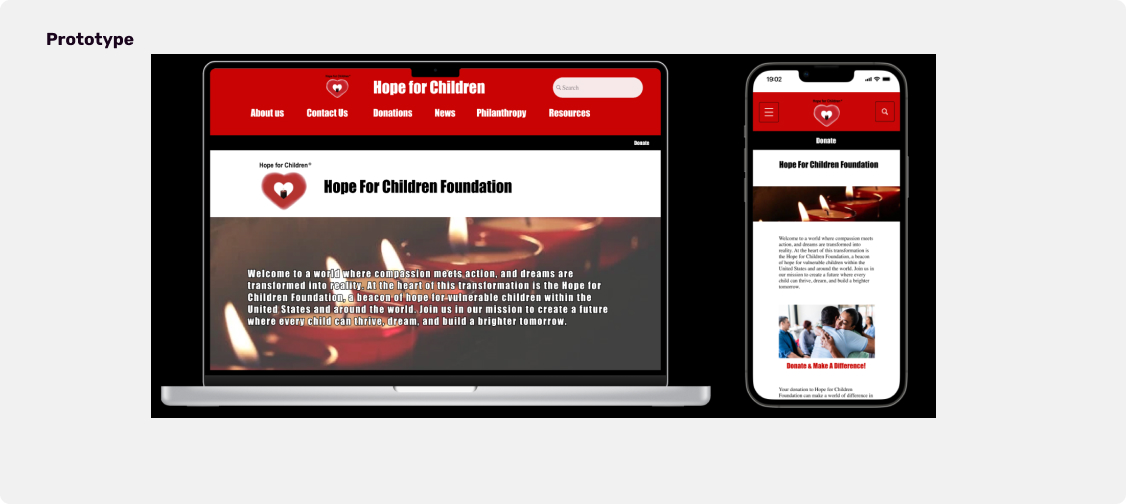 Prototype
Hope for Children
Hope for Children
Search
About us
Contact Us
Donations
News
Philanthropy
Resources
Donate
Hope for Children™
Hope For Children Foundation
Welcome to a world where compassion meets action, and dreams are
transformed into reality. At the heart of this transformation is the Hope for
Children Foundation, a beacon of hope for vulnerable children within the
United States and around the world. Join us in our mission to create a future
where every child can thrive, dream, and build a brighter tomorrow.
19:02
Hope for Children™
Donate
Hope For Children Foundation
Welcome to a world where compassion meets
action, and dreams are transformed into
reality. At the heart of this transformation is
the Hope for Children Foundation, a beacon
of hope for vulnerable children within the
United States and around the world. Join us in
our mission to create a future where every
child can thrive, dream, and build a brighter
tomorrow.
Donate & Make A Difference!
Your donation to Hope for Children
Foundation can make a world of difference in